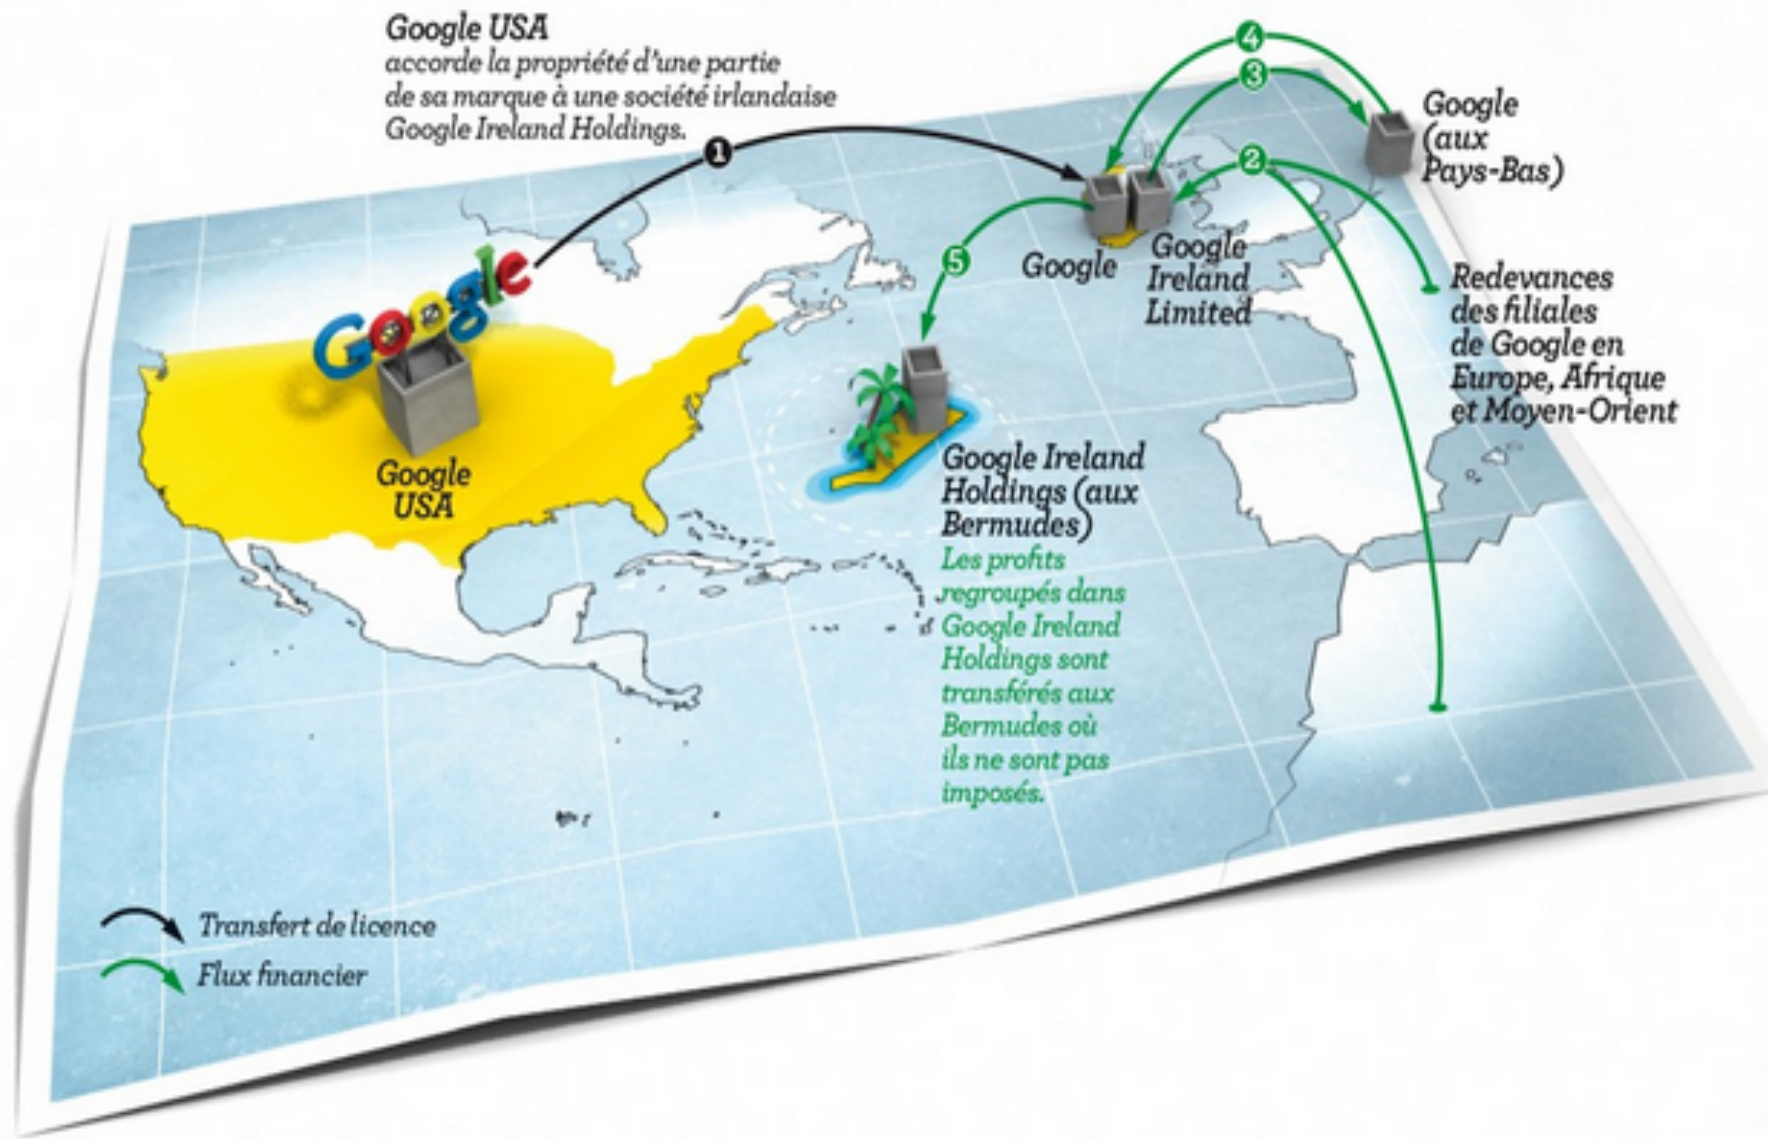 Google USA
accorde la propriété d'une partie
de sa marque à une société irlandaise
Google Ireland Holdings.
1
4
3
2
5
Google
(aux
Pays-Bas)
Google
Google
Ireland
Limited
Redevances
des filiales
de Google en
Europe, Afrique
et Moyen-Orient
Google
Google
USA
Google Ireland
Holdings (aux
Bermudes)
Les profits
regroupés dans
Google Ireland
Holdings sont
transférés aux
Bermudes où
ils ne sont pas
imposés.
Transfert de licence
Flux financier